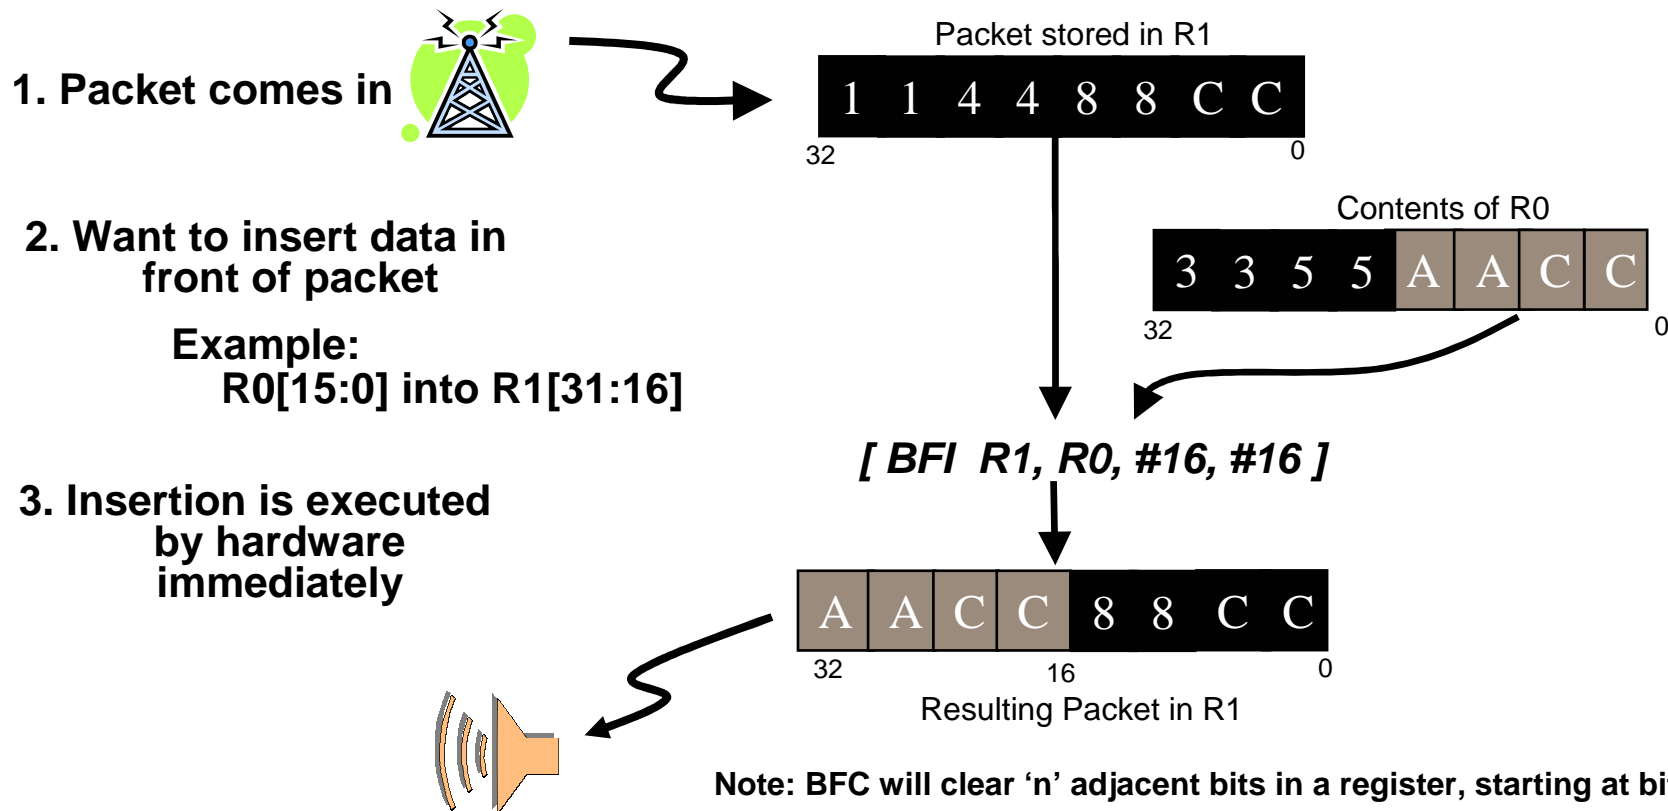 Packet stored in R1
1. Packet comes in
1 1 4 4 8 8 C C
32 0
Contents of R0
2. Want to insert data in
front of packet
3 3 5 5 A A C C
32 0
Example:
R0[15:0] into R1[31:16]
[ BFI R1, R0, #16, #16 ]
3. Insertion is executed
by hardware
immediately
A A C C 8 8 C C
32 16 0
Resulting Packet in R1
Note: BFC will clear ‘n’ adjacent bits in a register, starting at